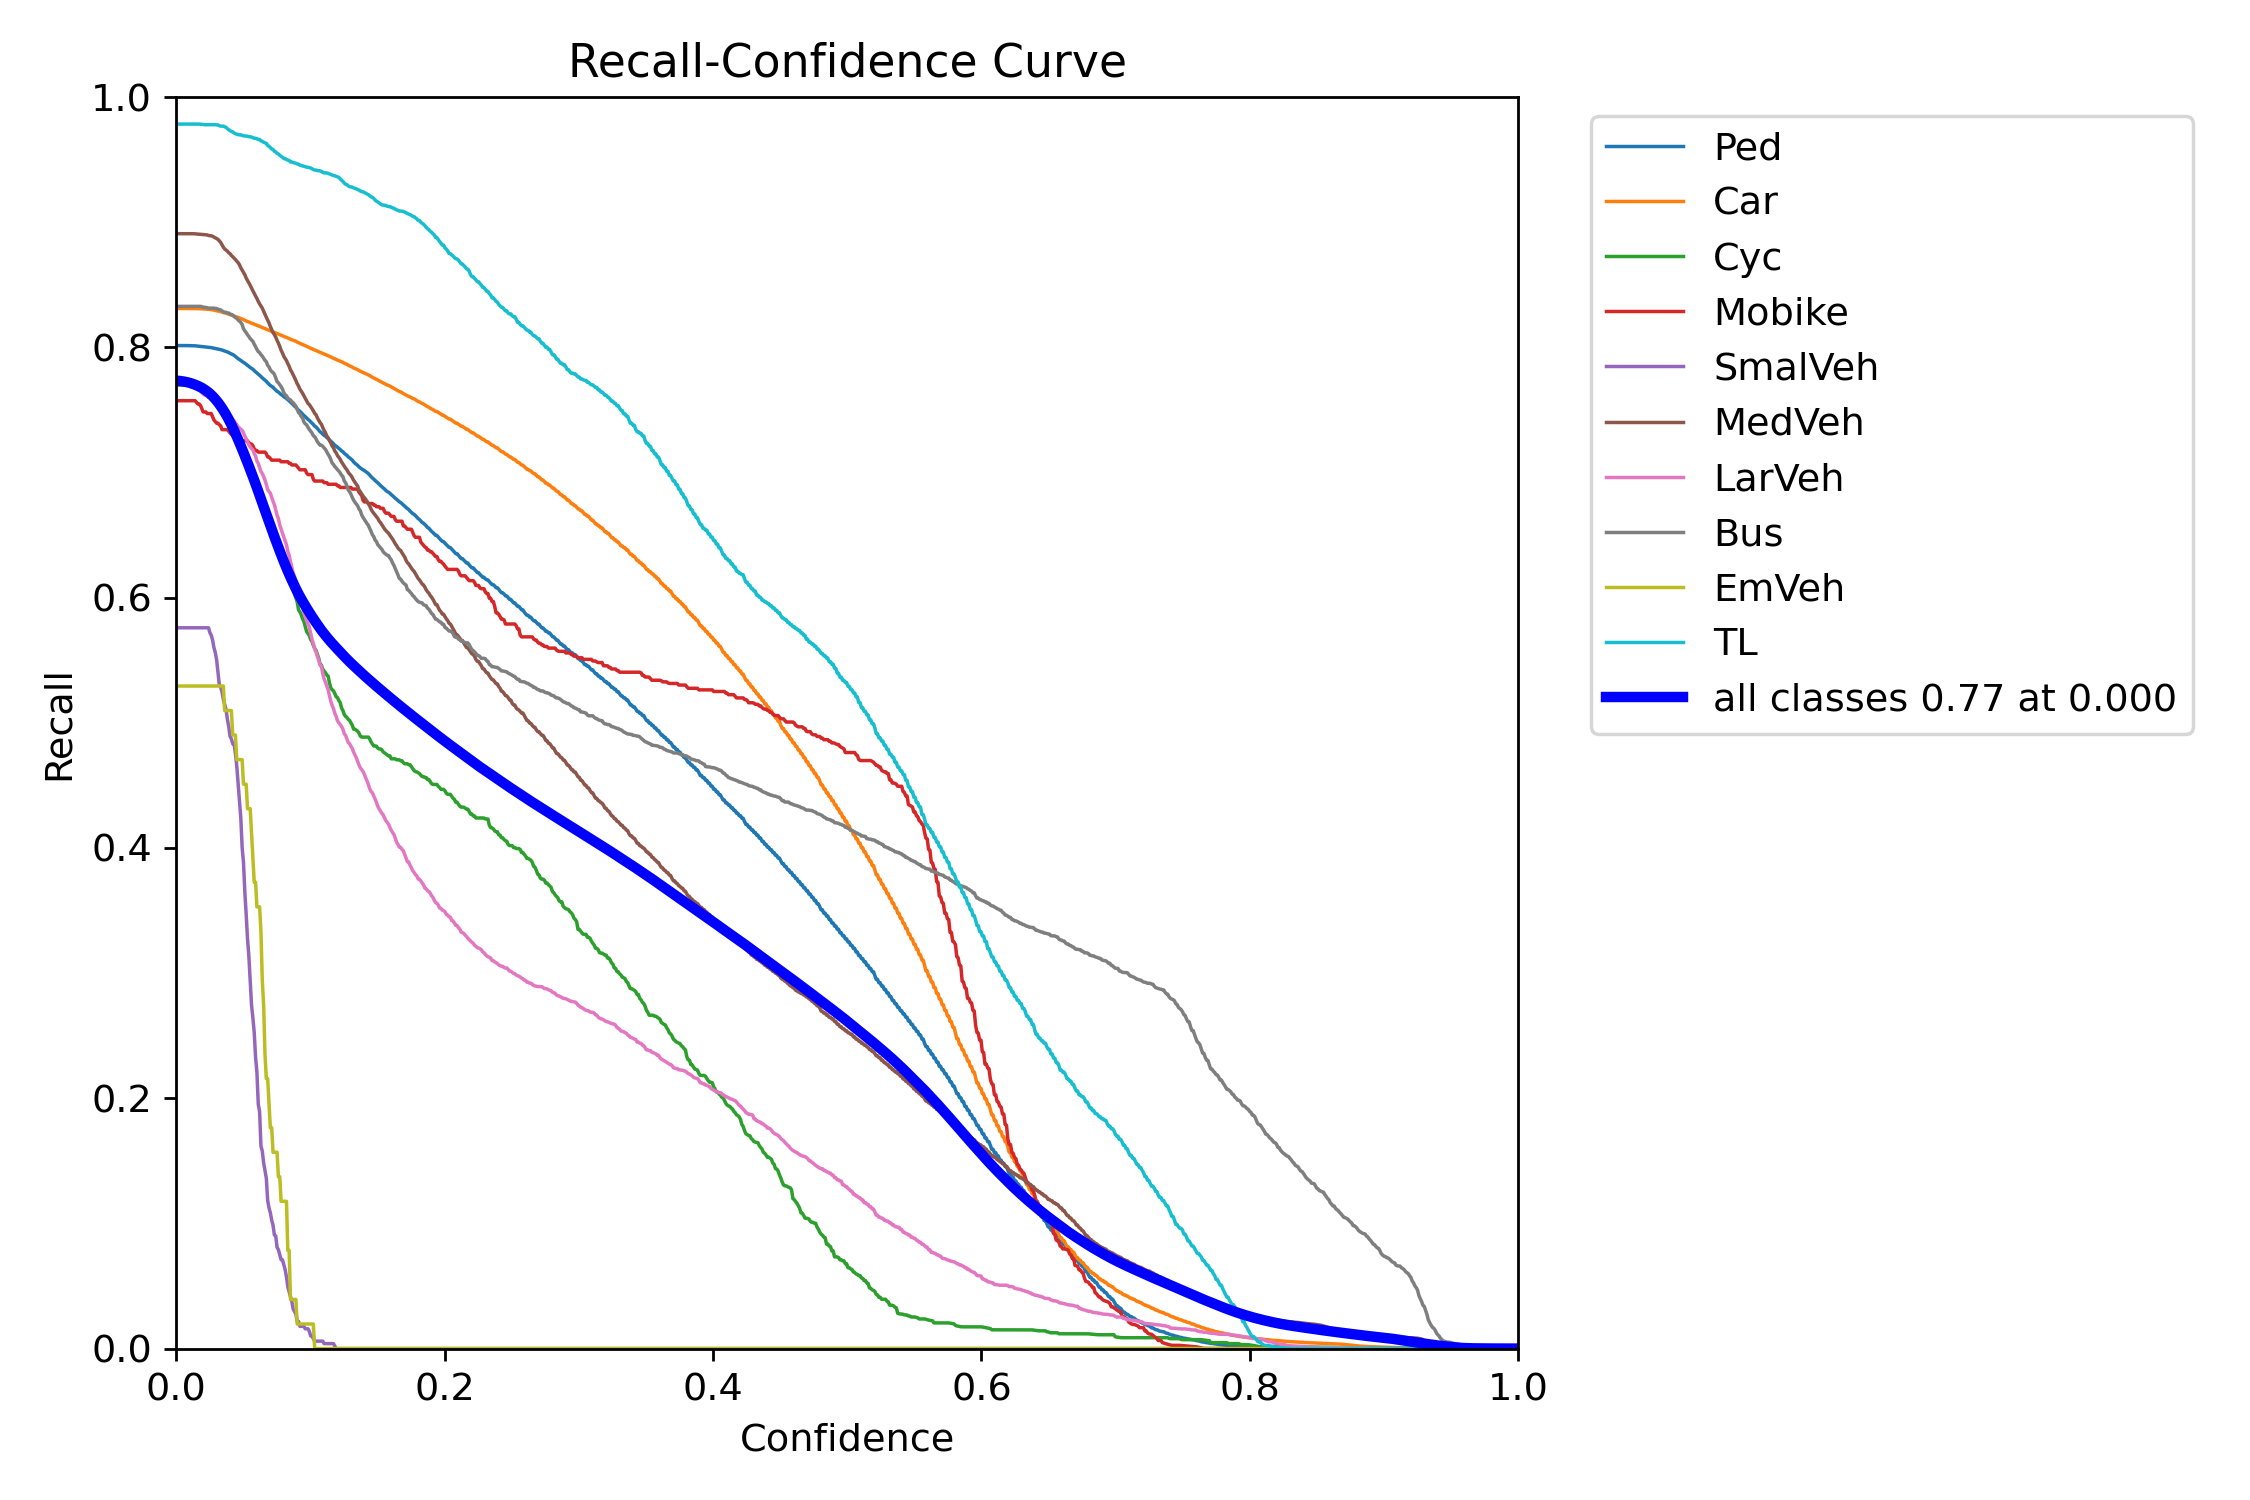 Recall-Confidence Curve
1.0
0.8
0.6
0.4
0.2
0.0
Recall
0.0 0.2 0.4 0.6 0.8 1.0
Confidence
Ped
Car
Cyc
Mobike
SmalVeh
MedVeh
LarVeh
Bus
EmVeh
TL
all classes 0.77 at 0.000